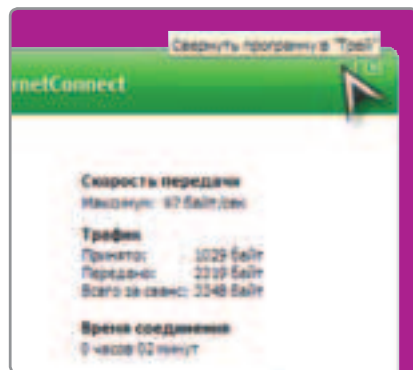 Свернуть программу в "Трей"
rnetConnect
Скорость передачи
Максимум: 97 байт/сек
Трафик
Принято: 1029 байт
Передано: 2319 байт
Всего за сеанс: 3348 байт
Время соединения
0 часов 02 минут